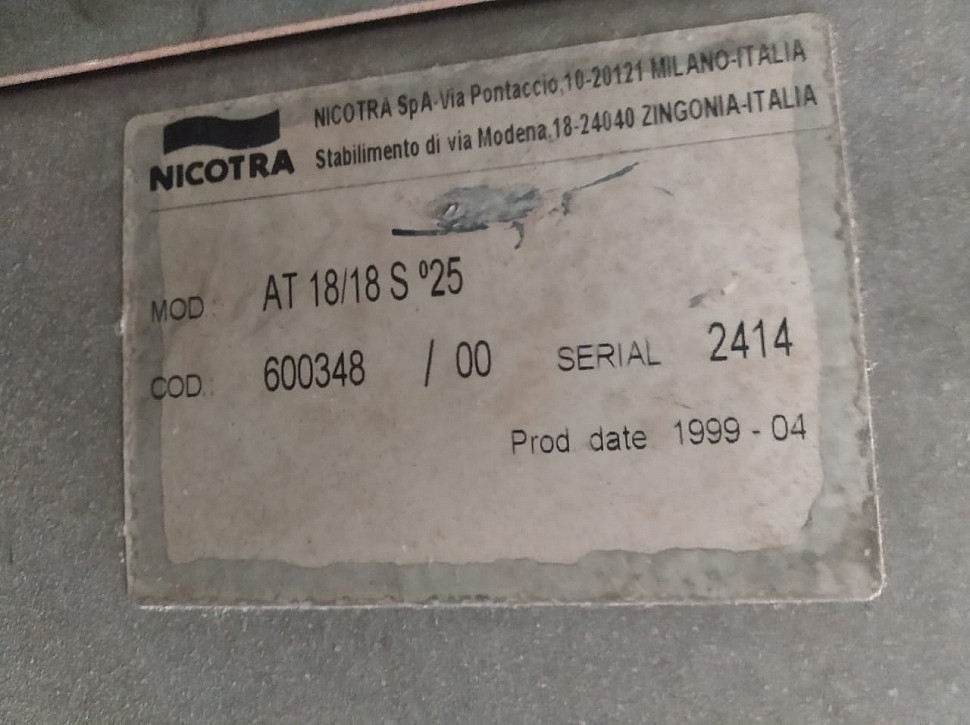 NICOTRA SpA-Via Pontaccio,10-20121 MILANO-ITALIA
Stabilimento di via Modena,18-24040 ZINGONIA-ITALIA
NICOTRA
MOD.: AT 18/18 S º25
COD.: 600348 / 00 SERIAL 2414
Prod. date 1999 - 04